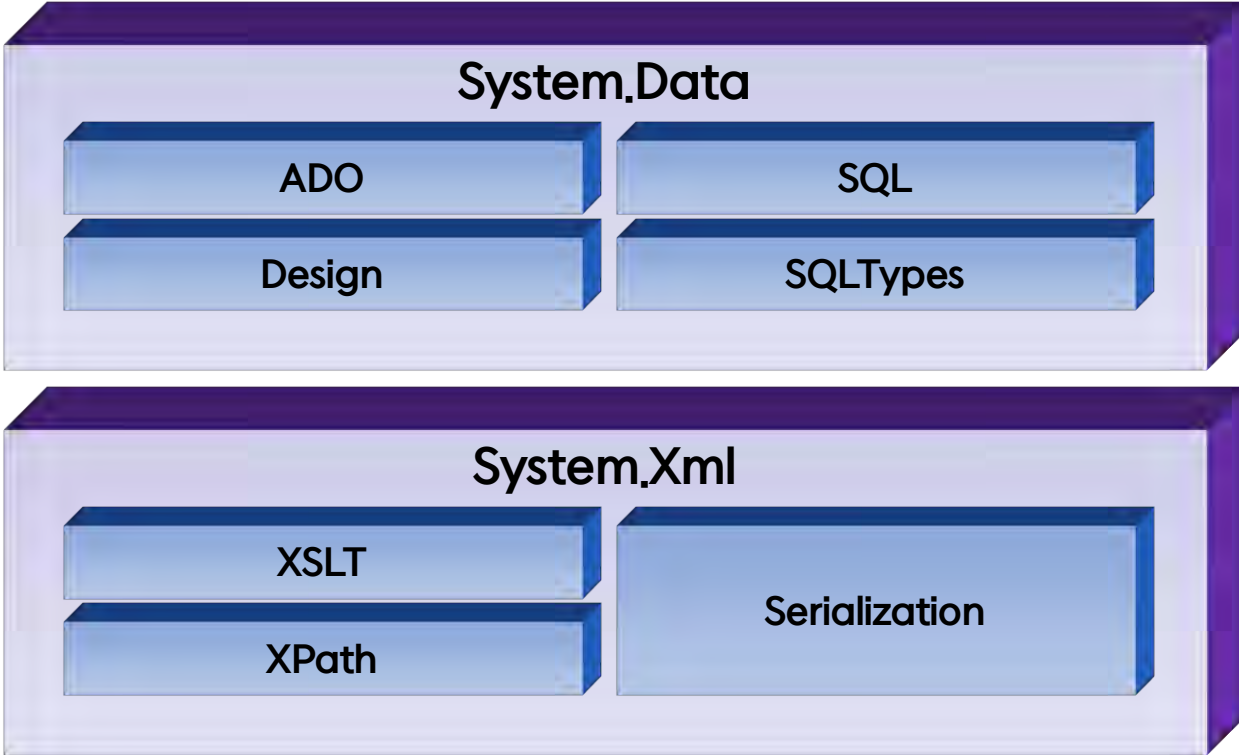 System.Data
ADO
SQL
Design
SQLTypes
System.Xml
XSLT
Serialization
XPath